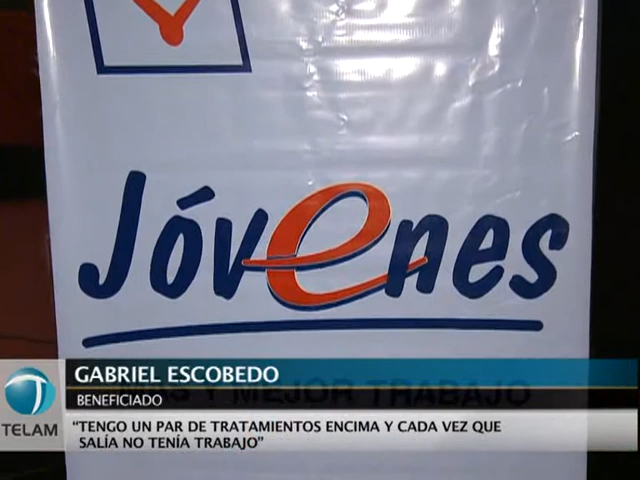 Jóvenes
GABRIEL ESCOBEDO
Y MEJOR TRABAJO
BENEFICIADO
TELAM
“TENGO UN PAR DE TRATAMIENTOS ENCIMA Y CADA VEZ QUE
SALÍA NO TENÍA TRABAJO”